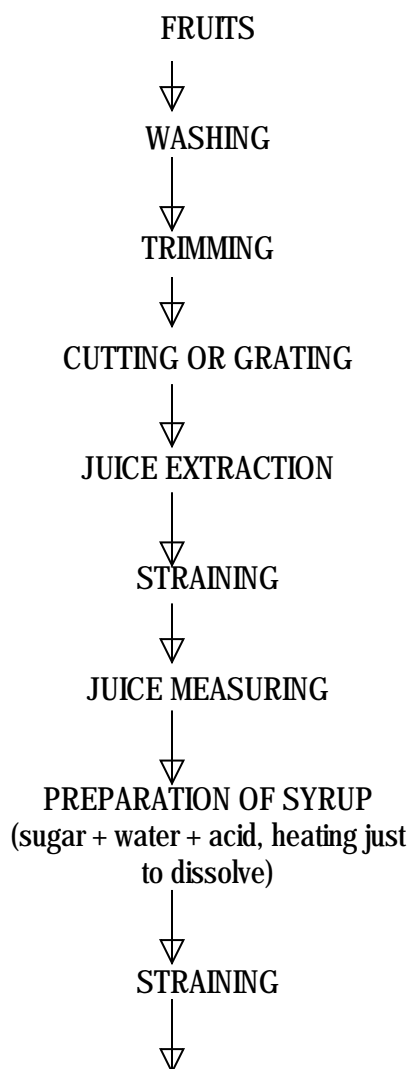 FRUITS
WASHING
TRIMMING
CUTTING OR GRATING
JUICE EXTRACTION
STRAINING
JUICE MEASURING
PREPARATION OF SYRUP
(sugar + water + acid, heating just
to dissolve)
STRAINING